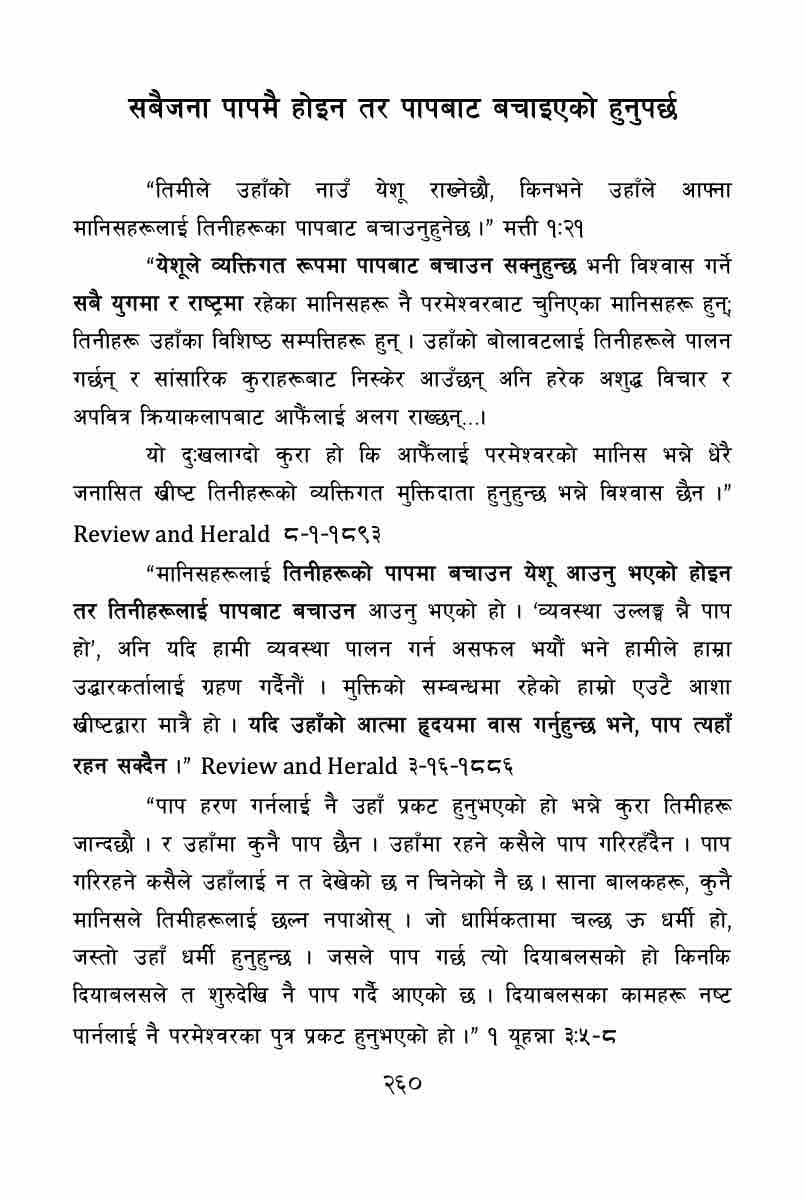 सबैजना पापमै होइन तर पापबाट बचाइएको हुनुपर्छ
“तिमीले उहाँको नाउँ येशू राख्नेछौ, किनभने उहाँले आफ्ना
मानिसहरूलाई तिनीहरूका पापबाट बचाउनुहुनेछ ।” मत्ती १:२१
“येशूले व्यक्तिगत रूपमा पापबाट बचाउन सक्नुहुन्छ भनी विश्वास गर्ने
सबै युगमा र राष्ट्रमा रहेका मानिसहरू नै परमेश्वरबाट चुनिएका मानिसहरू हुन्;
तिनीहरू उहाँका विशिष्ठ सम्पत्तिहरू हुन् । उहाँको बोलावटलाई तिनीहरूले पालन
गर्छन् र सांसारिक कुराहरूबाट निस्केर आउँछन् अनि हरेक अशुद्ध विचार र
अपवित्र क्रियाकलापबाट आफैंलाई अलग राख्छन्...।
यो दुःखलाग्दो कुरा हो कि आफैंलाई परमेश्वरको मानिस भन्ने धेरै
जनासित ख्रीष्ट तिनीहरूको व्यक्तिगत मुक्तिदाता हुनुहुन्छ भन्ने विश्वास छैन ।”
Review and Herald ८-१-१८९३
“मानिसहरूलाई तिनीहरूको पापमा बचाउन येशू आउनु भएको होइन
तर तिनीहरूलाई पापबाट बचाउन आउनु भएको हो । ‘व्यवस्था उल्लङ्घ न्नै पाप
हो’, अनि यदि हामी व्यवस्था पालन गर्न असफल भयौं भने हामीले हाम्रा
उद्धारकर्तालाई ग्रहण गर्दैनौं । मुक्तिको सम्बन्धमा रहेको हाम्रो एउटै आशा
ख्रीष्टद्वारा मात्रै हो । यदि उहाँको आत्मा हृदयमा वास गर्नुहुन्छ भने, पाप त्यहाँ
रहन सक्दैन ।” Review and Herald ३-१६-१८८६
“पाप हरण गर्नलाई नै उहाँ प्रकट हुनुभएको हो भन्ने कुरा तिमीहरू
जान्दछौ । र उहाँमा कुनै पाप छैन । उहाँमा रहने कसैले पाप गरिरहँदैन । पाप
गरिरहने कसैले उहाँलाई न त देखेको छ न चिनेको नै छ । साना बालकहरू, कुनै
मानिसले तिमीहरूलाई छल्न नपाओस् । जो धार्मिकतामा चल्छ ऊ धर्मी हो,
जस्तो उहाँ धर्मी हुनुहुन्छ । जसले पाप गर्छ त्यो दियाबलसको हो किनकि
दियाबलसले त शुरुदेखि नै पाप गर्दै आएको छ । दियाबलसका कामहरू नष्ट
पार्नलाई नै परमेश्वरका पुत्र प्रकट हुनुभएको हो ।” १ यूहन्ना ३:५-८
२६०